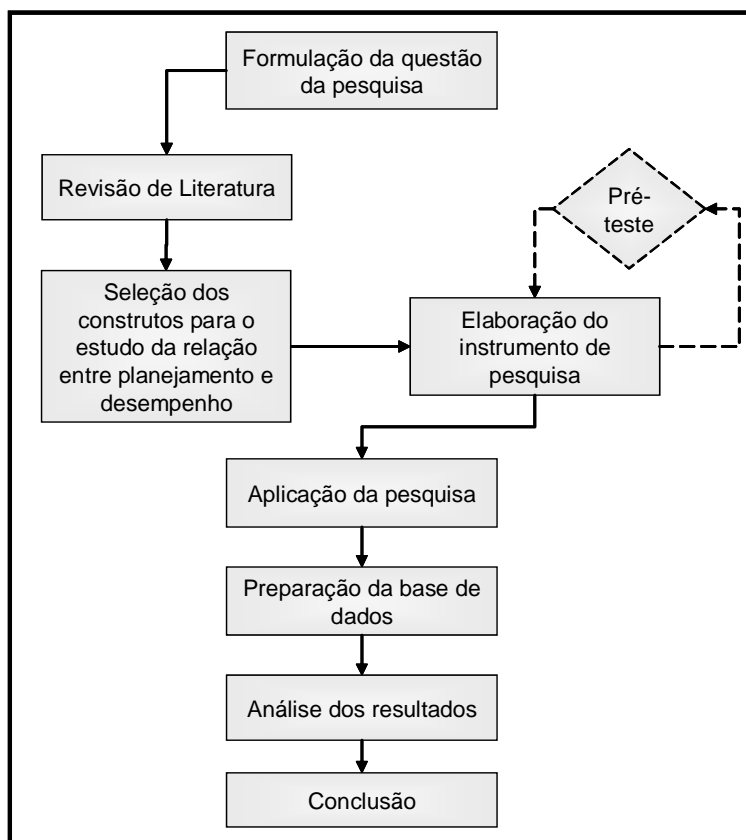 Formulação da questão
da pesquisa
Revisão de Literatura
Seleção dos
construtos para o
estudo da relação
entre planejamento e
desempenho
Pré-
teste
Elaboração do
instrumento de
pesquisa
Aplicação da pesquisa
Preparação da base de
dados
Análise dos resultados
Conclusão